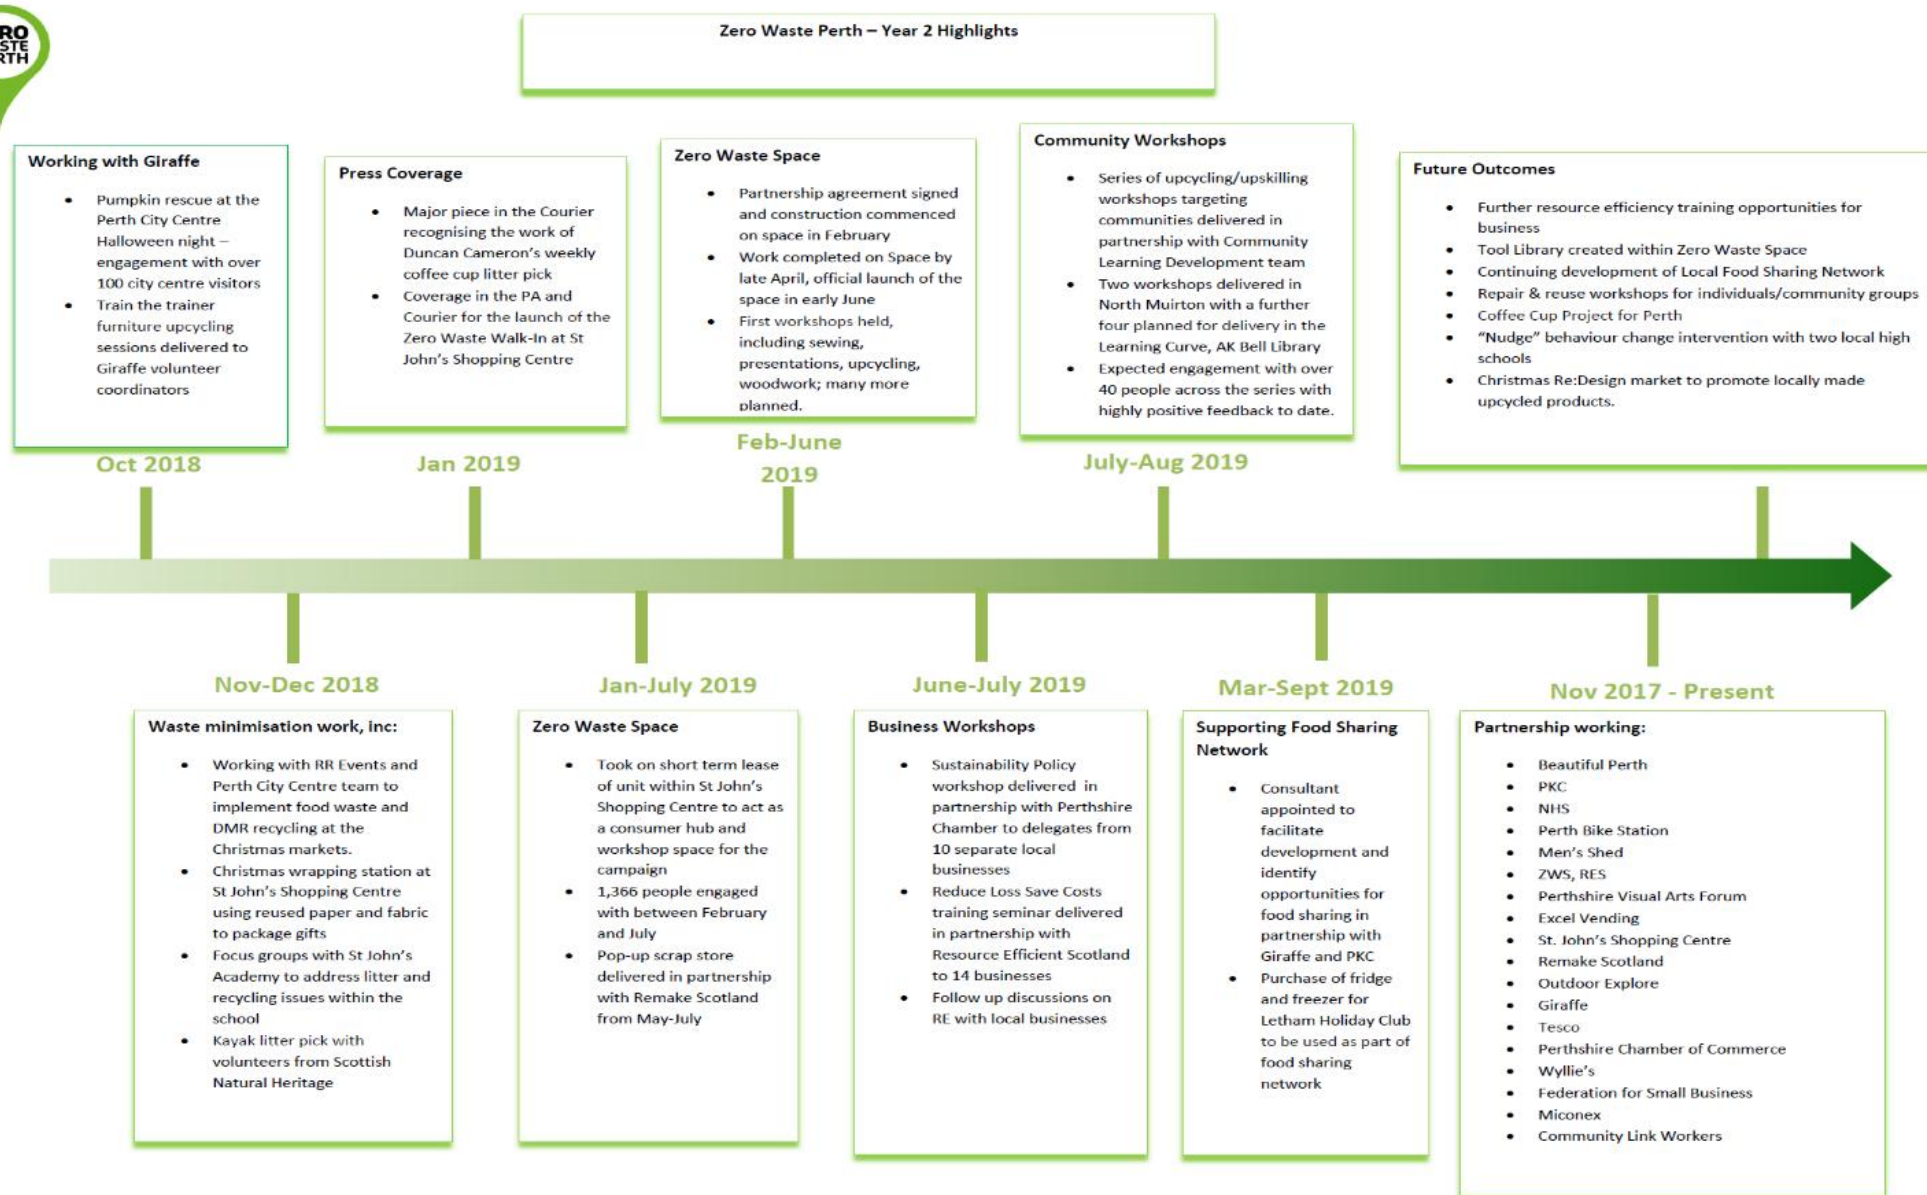 RO
STE
RTH
Zero Waste Perth – Year 2 Highlights
Working with Giraffe
• Pumpkin rescue at the
Perth City Centre
Halloween night –
engagement with over
100 city centre visitors
• Train the trainer
furniture upcycling
sessions delivered to
Giraffe volunteer
coordinators
Oct 2018
Press Coverage
• Major piece in the Courier
recognising the work of
Duncan Cameron's weekly
coffee cup litter pick
• Coverage in the PA and
Courier for the launch of the
Zero Waste Walk-In at St
John's Shopping Centre
Jan 2019
Zero Waste Space
• Partnership agreement signed
and construction commenced
on space in February
• Work completed on Space by
late April, official launch of the
space in early June
• First workshops held,
including sewing,
presentations, upcycling,
woodwork; many more
planned.
Feb-June
2019
Community Workshops
• Series of upcycling/upskilling
workshops targeting
communities delivered in
partnership with Community
Learning Development team
• Two workshops delivered in
North Muirton with a further
four planned for delivery in the
Learning Curve, AK Bell Library
• Expected engagement with over
40 people across the series with
highly positive feedback to date.
July-Aug 2019
Future Outcomes
• Further resource efficiency training opportunities for
business
• Tool Library created within Zero Waste Space
• Continuing development of Local Food Sharing Network
• Repair & reuse workshops for individuals/community groups
• Coffee Cup Project for Perth
• "Nudge" behaviour change intervention with two local high
schools
• Christmas Re:Design market to promote locally made
upcycled products.
Nov-Dec 2018
Waste minimisation work, inc:
• Working with RR Events and
Perth City Centre team to
implement food waste and
DMR recycling at the
Christmas markets.
• Christmas wrapping station at
St John's Shopping Centre
using reused paper and fabric
to package gifts
• Focus groups with St John's
Academy to address litter and
recycling issues within the
school
• Kayak litter pick with
volunteers from Scottish
Natural Heritage
Jan-July 2019
Zero Waste Space
• Took on short term lease
of unit within St John's
Shopping Centre to act as
a consumer hub and
workshop space for the
campaign
• 1,366 people engaged
with between February
and July
• Pop-up scrap store
delivered in partnership
with Remake Scotland
from May-July
June-July 2019
Business Workshops
• Sustainability Policy
workshop delivered in
partnership with Perthshire
Chamber to delegates from
10 separate local
businesses
• Reduce Loss Save Costs
training seminar delivered
in partnership with
Resource Efficient Scotland
to 14 businesses
• Follow up discussions on
RE with local businesses
Mar-Sept 2019
Supporting Food Sharing
Network
• Consultant
appointed to
facilitate
development and
identify
opportunities for
food sharing in
partnership with
Giraffe and PKC
• Purchase of fridge
and freezer for
Letham Holiday Club
to be used as part of
food sharing
network
Nov 2017 - Present
Partnership working:
• Beautiful Perth
• PKC
• NHS
• Perth Bike Station
• Men's Shed
• ZWS, RES
• Perthshire Visual Arts Forum
• Excel Vending
• St. John's Shopping Centre
• Remake Scotland
• Outdoor Explore
• Giraffe
• Tesco
• Perthshire Chamber of Commerce
• Wyllie's
• Federation for Small Business
• Miconex
• Community Link Workers